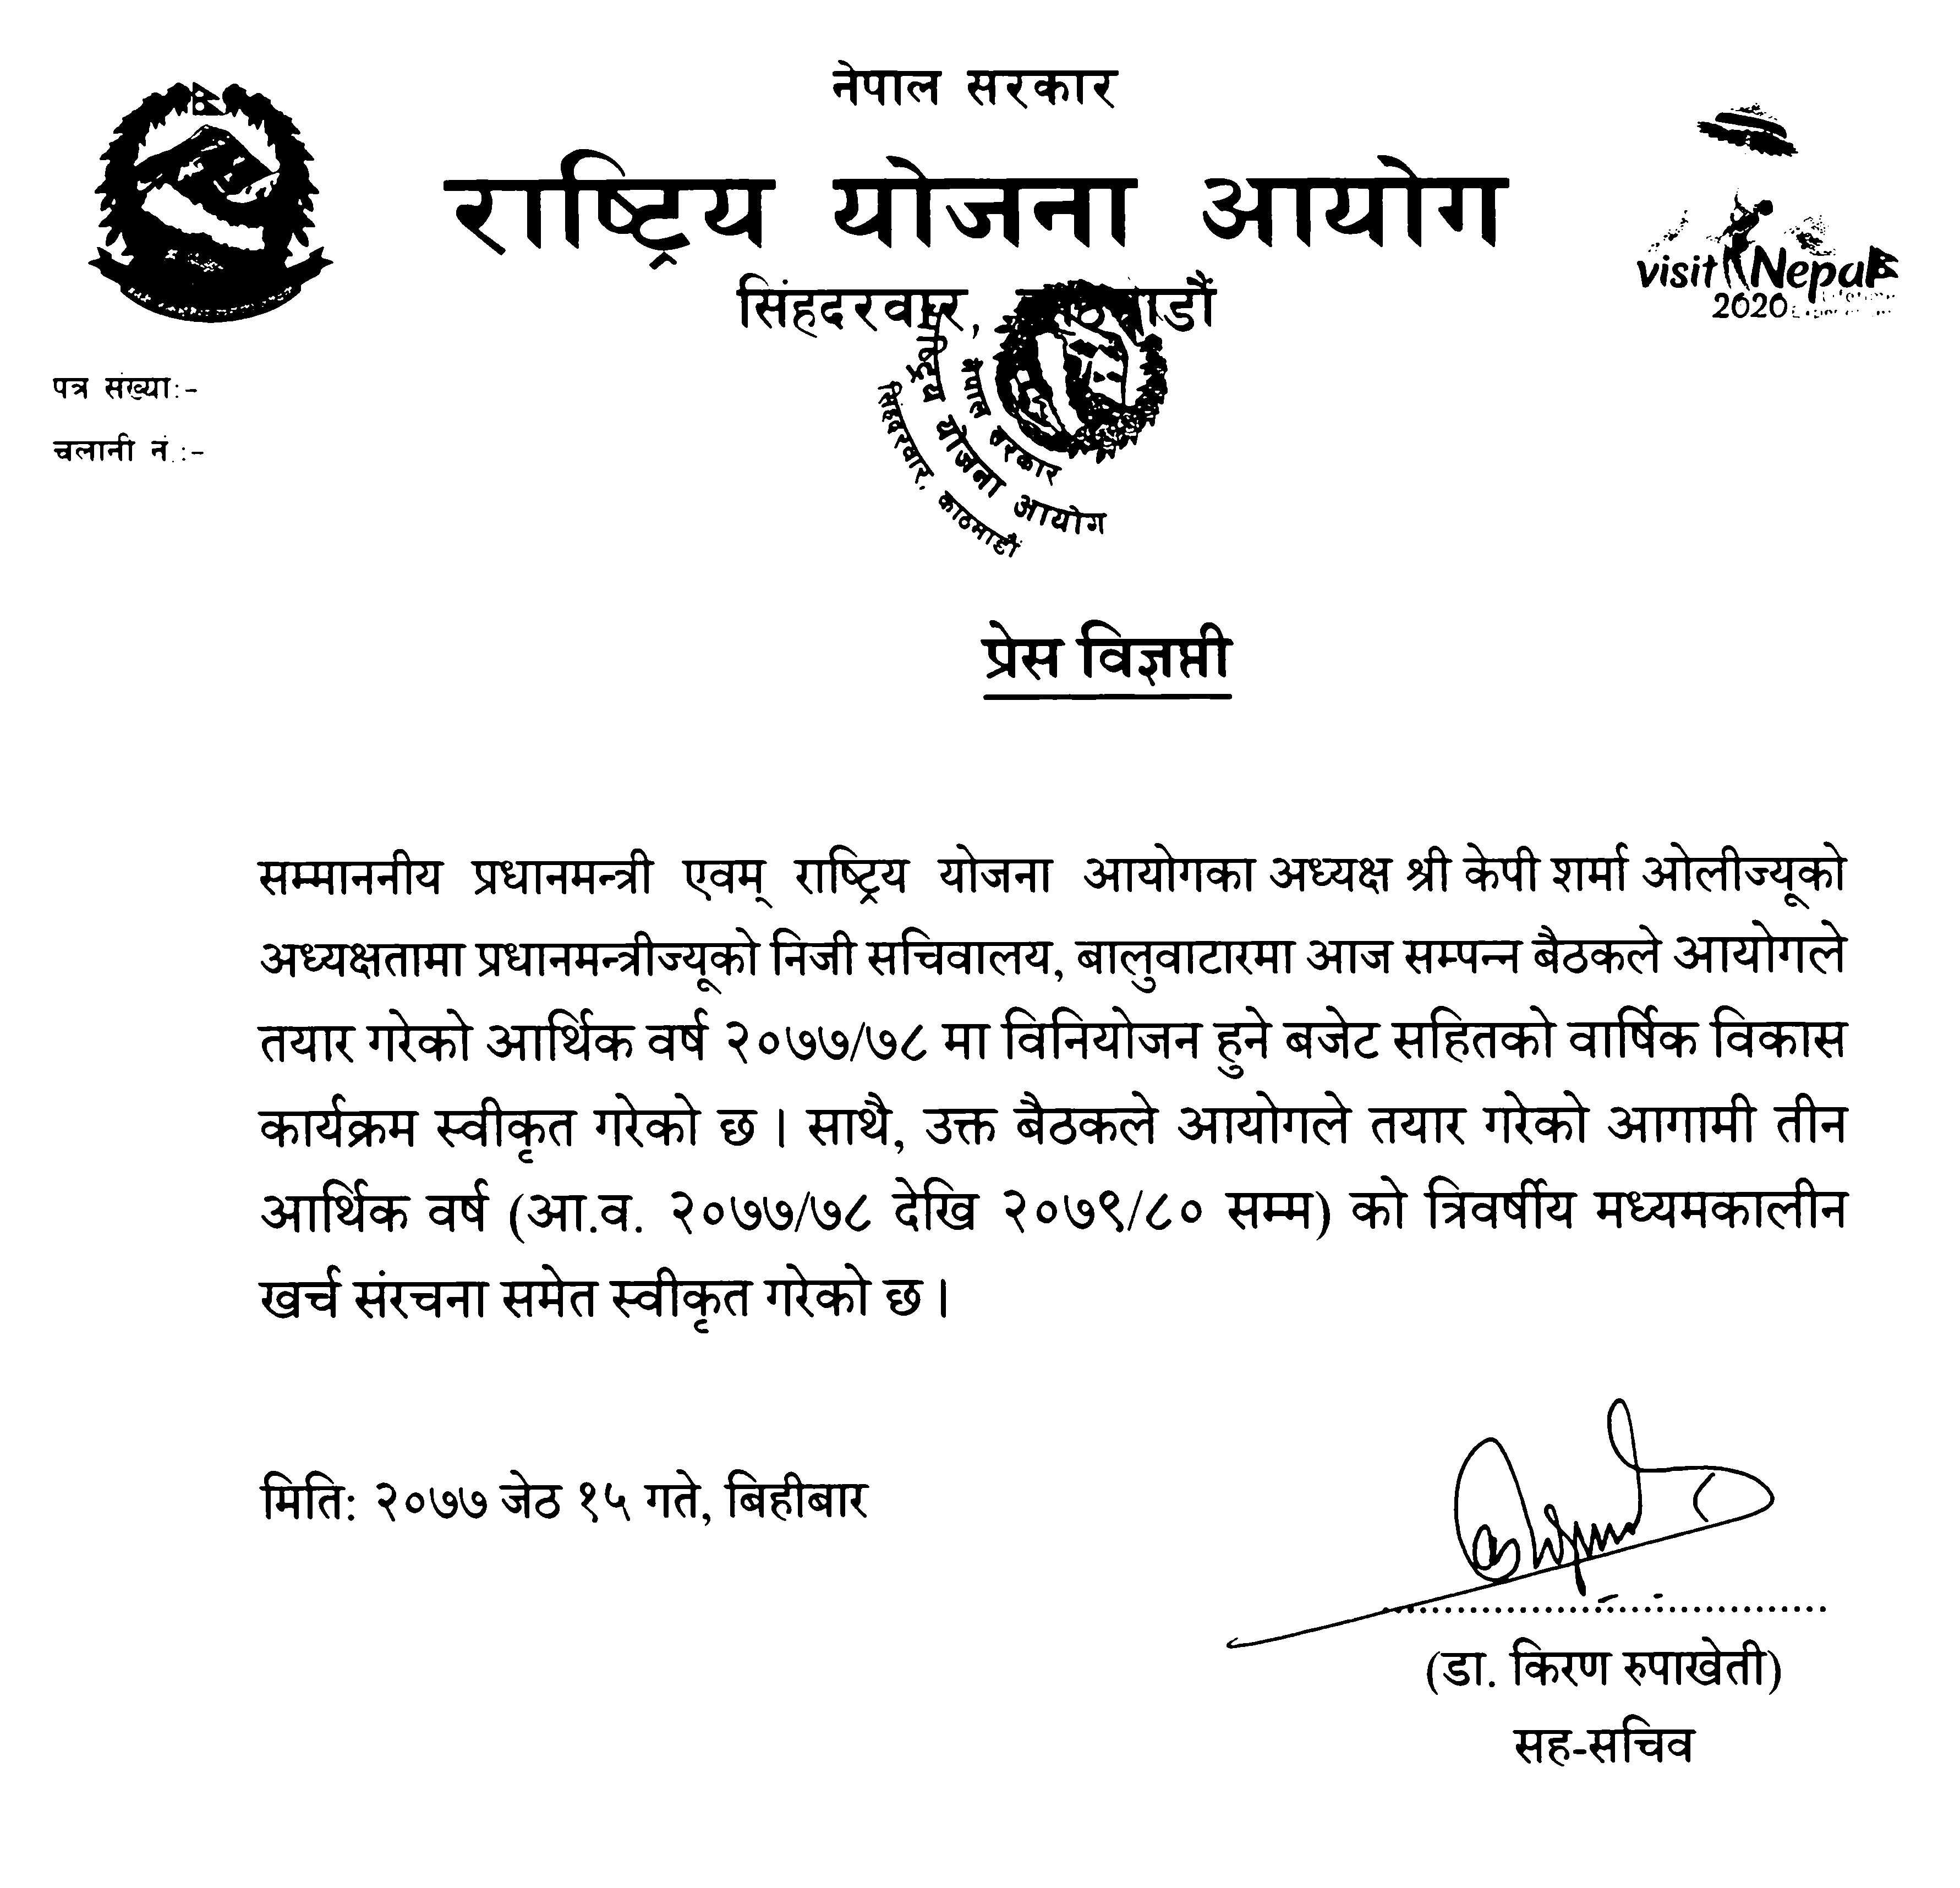 नेपाल सरकार
राष्ट्रिय योजना आयोग
सिंहदरवार, काठमाडौं
visit Nepal
2020
पत्र संख्या:-
चलानी नं.:-
नेपाल सरकार
राष्ट्रिय योजना आयोग
सिंहदरवार, काठमाडौं
प्रेस विज्ञप्ती
सम्माननीय प्रधानमन्त्री एवम् राष्ट्रिय योजना आयोगका अध्यक्ष श्री केपी शर्मा ओलीज्यूको
अध्यक्षतामा प्रधानमन्त्रीज्यूको निजी सचिवालय, बालुवाटारमा आज सम्पन्न बैठकले आयोगले
तयार गरेको आर्थिक वर्ष २०७७/७८ मा विनियोजन हुने बजेट सहितको वार्षिक विकास
कार्यक्रम स्वीकृत गरेको छ । साथै, उक्त बैठकले आयोगले तयार गरेको आगामी तीन
आर्थिक वर्ष (आ.व. २०७७/७८ देखि २०७९/८० सम्म) को त्रिवर्षीय मध्यमकालीन
खर्च संरचना समेत स्वीकृत गरेको छ ।
मिति: २०७७ जेठ १५ गते, बिहीबार
(डा. किरण रुपाखेती)
सह-सचिव